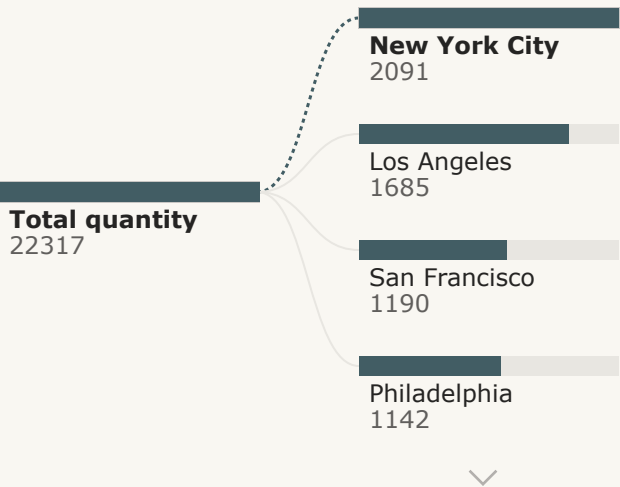 New York City
2091
Los Angeles
1685
Total quantity
22317
San Francisco
1190
Philadelphia
1142